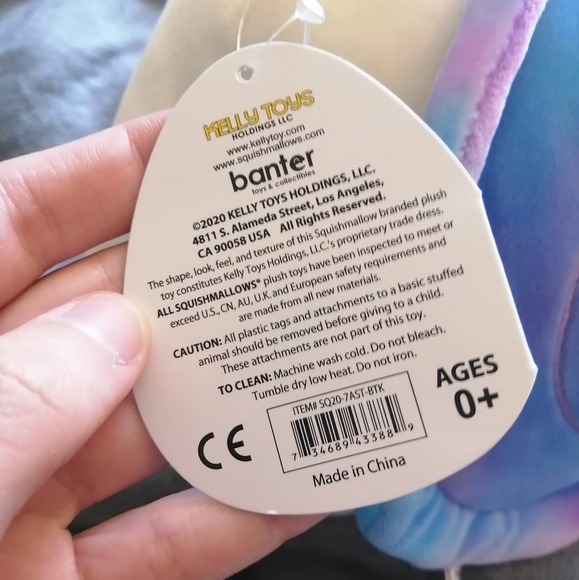 KELLY TOYS
HOLDINGS LLC
www.kellytoy.com
www.squishmallows.com
banter
toys & collectibles
©2020 KELLY TOYS HOLDINGS, LLC,
4811 S. Alameda Street, Los Angeles,
CA 90058 USA All Rights Reserved.
The shape, look, feel, and texture of this Squishmallow branded plush
toy constitutes Kelly Toys Holdings, LLC.'s proprietary trade dress.
ALL SQUISHMALLOWS® plush toys have been inspected to meet or
exceed U.S., CN, AU, U.K. and European safety requirements and
are made from all new materials.
CAUTION: All plastic tags and attachments to a basic stuffed
animal should be removed before giving to a child.
These attachments are not part of this toy.
TO CLEAN: Machine wash cold. Do not bleach.
Tumble dry low heat. Do not iron.
AGES
0+
ITEM# SQ20-7AST-BTK
7 34689 43388 9
CE
Made in China